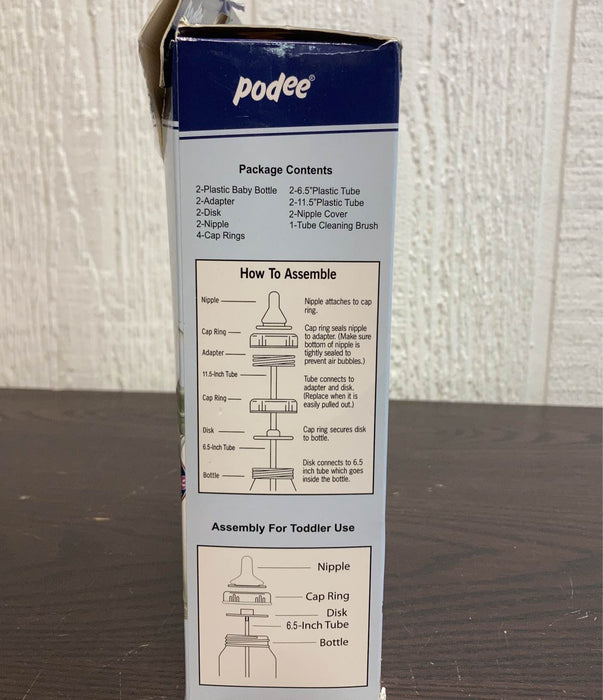 podee®
Package Contents
2-Plastic Baby Bottle
2-Adapter
2-Disk
2-Nipple
4-Cap Rings
2-6.5"Plastic Tube
2-11.5"Plastic Tube
2-Nipple Cover
1-Tube Cleaning Brush
How To Assemble
Nipple
Nipple attaches to cap
ring.
Cap Ring
Cap ring seals nipple
to adapter. (Make sure
bottom of nipple is
tightly sealed to
prevent air bubbles.)
Adapter
11.5-Inch Tube
Tube connects to
adapter and disk.
(Replace when it is
easily pulled out.)
Cap Ring
Disk
Cap ring secures disk
to bottle.
6.5-Inch Tube
Bottle
Disk connects to 6.5
inch tube which goes
inside the bottle.
Assembly For Toddler Use
Nipple
Cap Ring
Disk
6.5-Inch Tube
Bottle